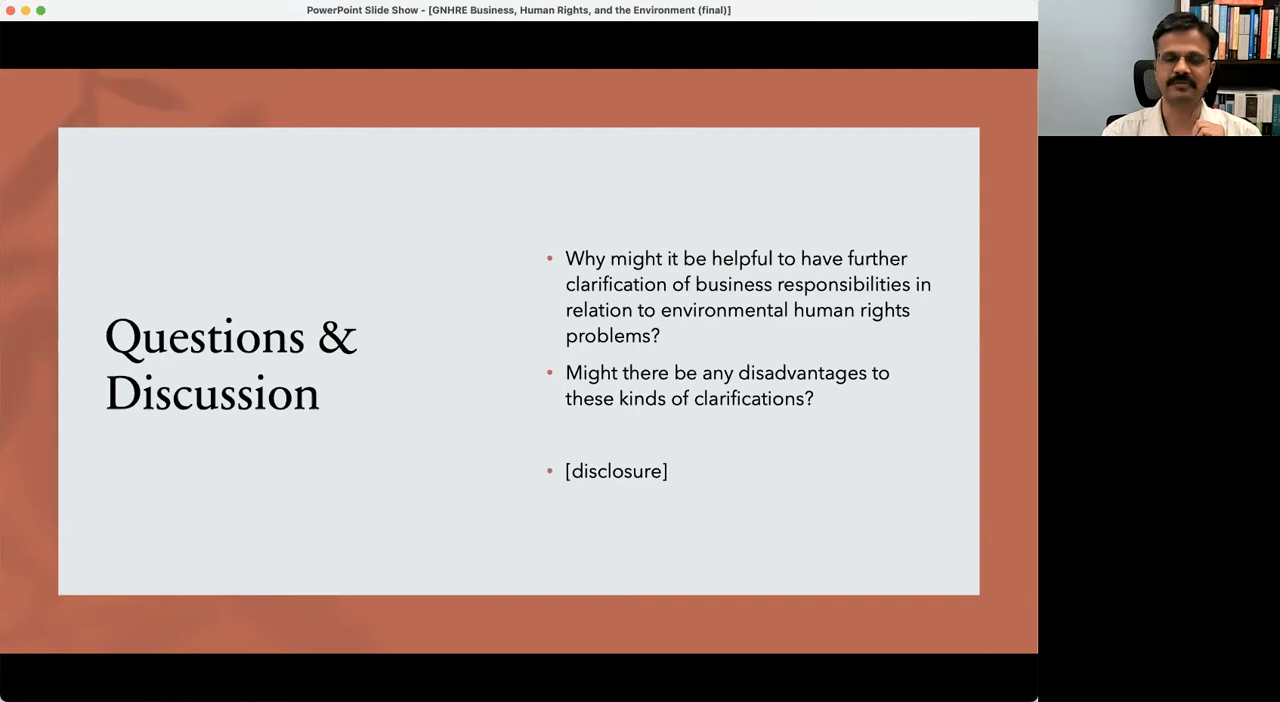 PowerPoint Slide Show - [GNHRE Business, Human Rights, and the Environment (final)]
Questions &
Discussion
• Why might it be helpful to have further
clarification of business responsibilities in
relation to environmental human rights
problems?
• Might there be any disadvantages to
these kinds of clarifications?
• [disclosure]